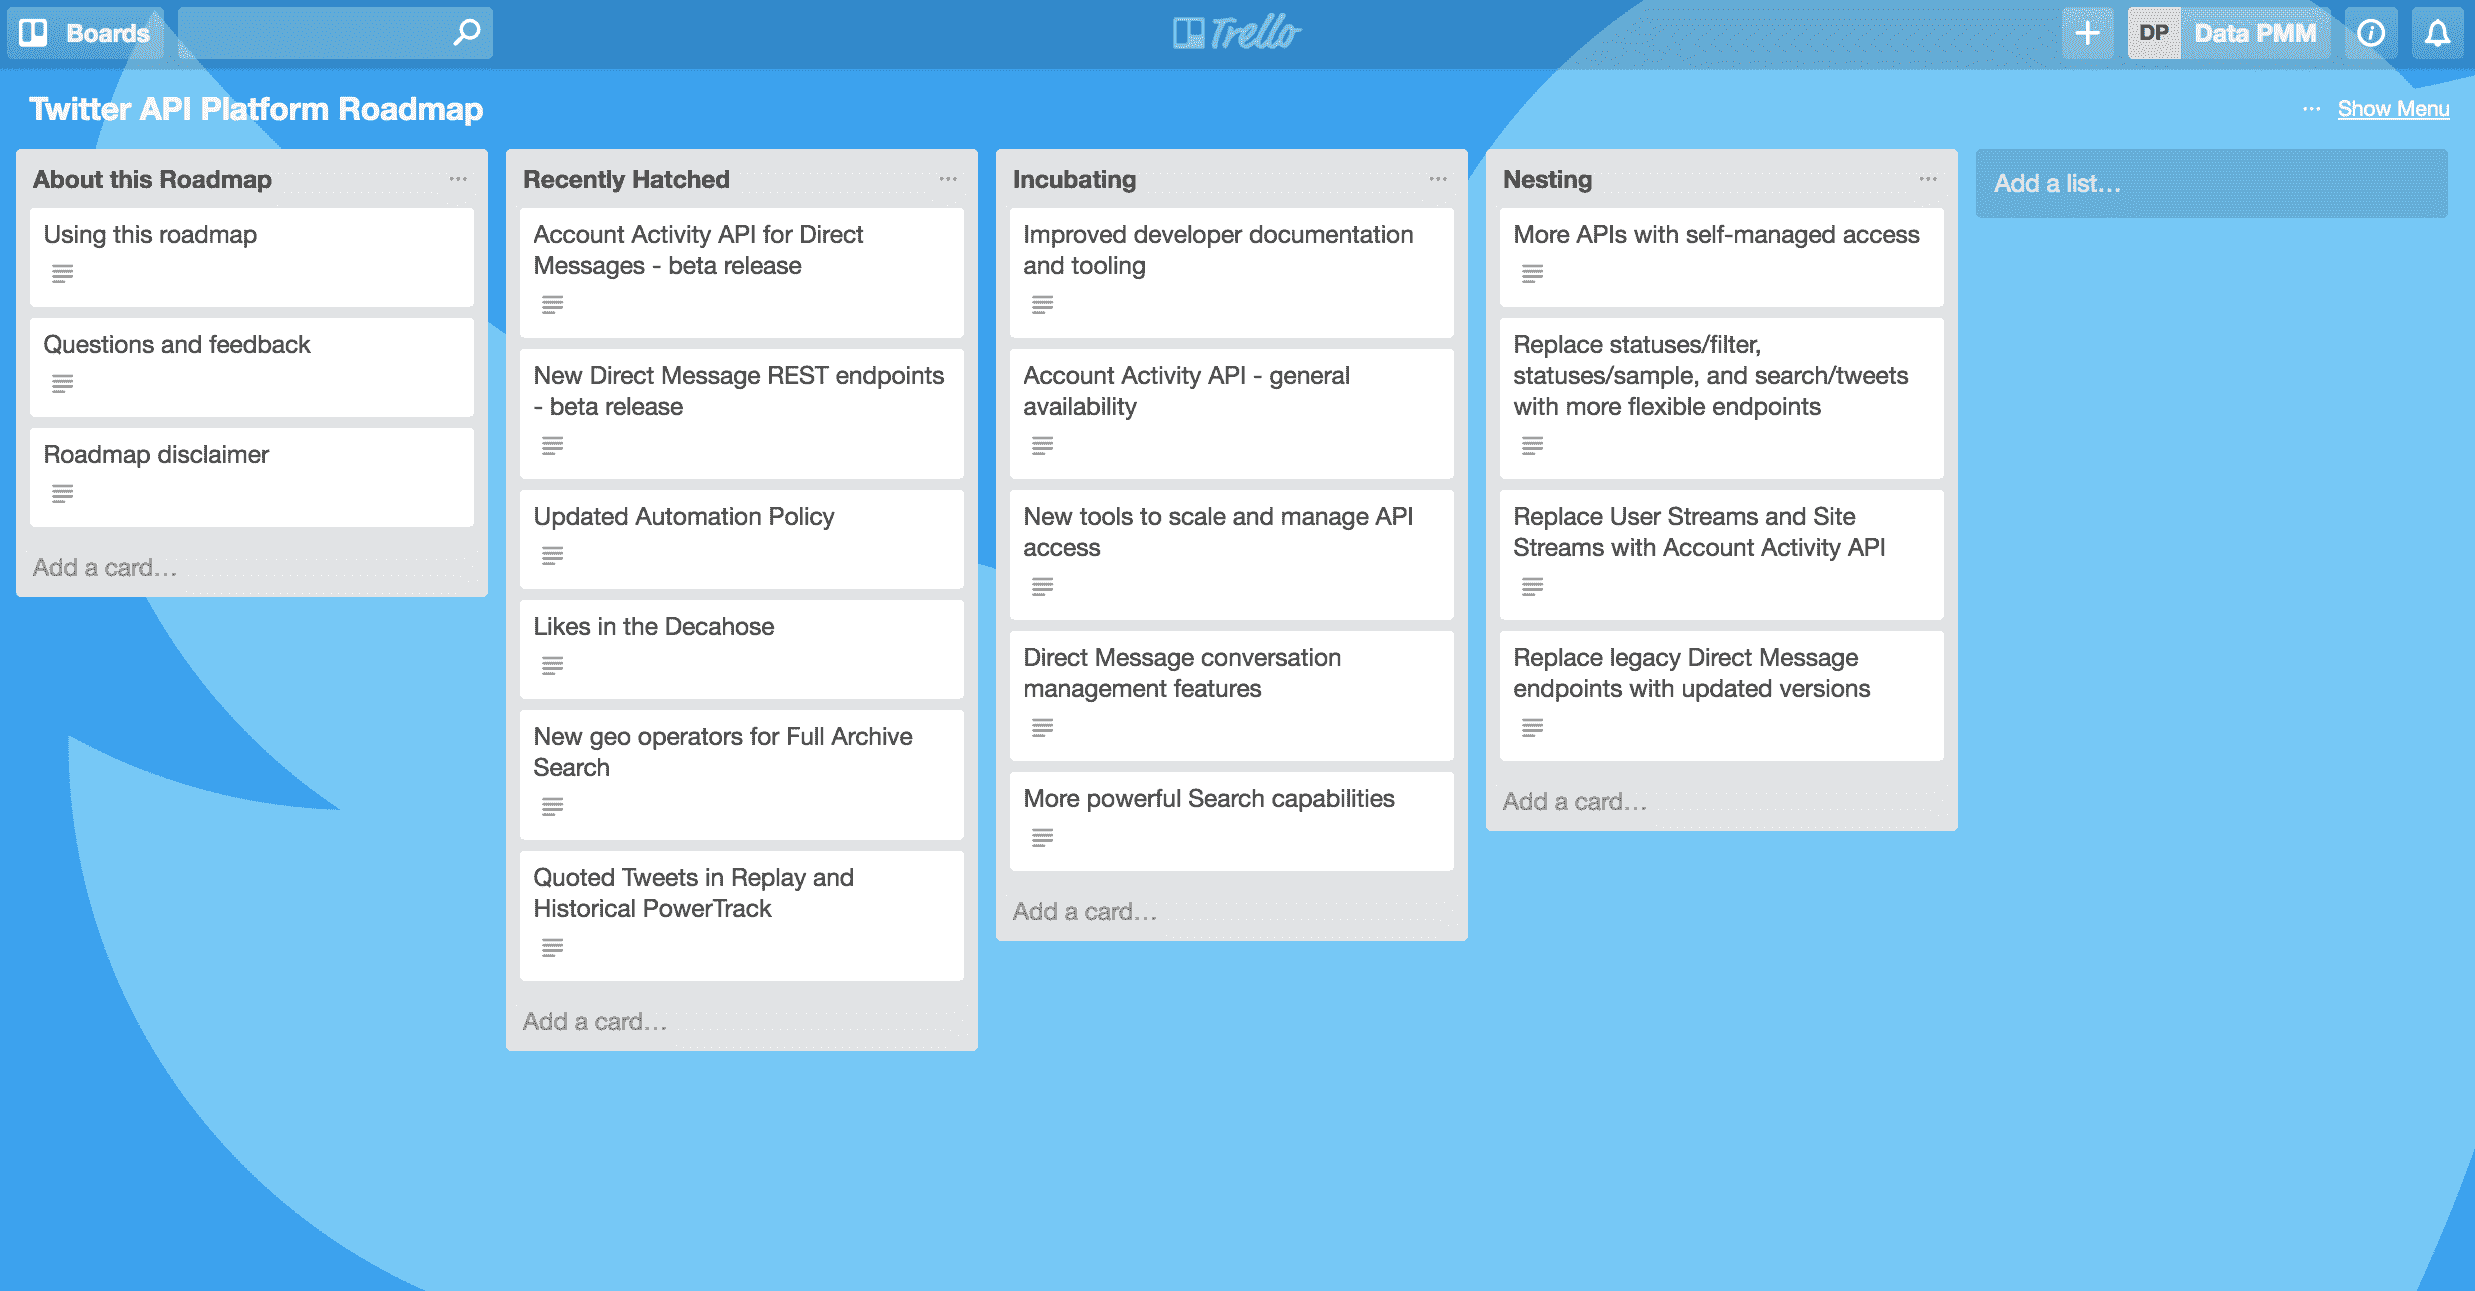 Boards
Trello
DP
Data PMM
Twitter API Platform Roadmap
... Show Menu
About this Roadmap
Using this roadmap
Questions and feedback
Roadmap disclaimer
Add a card...
Recently Hatched
Account Activity API for Direct
Messages - beta release
New Direct Message REST endpoints
- beta release
Updated Automation Policy
Likes in the Decahose
New geo operators for Full Archive
Search
Quoted Tweets in Replay and
Historical PowerTrack
Add a card...
Incubating
Improved developer documentation
and tooling
Account Activity API - general
availability
New tools to scale and manage API
access
Direct Message conversation
management features
More powerful Search capabilities
Add a card...
Nesting
More APIs with self-managed access
Replace statuses/filter,
statuses/sample, and search/tweets
with more flexible endpoints
Replace User Streams and Site
Streams with Account Activity API
Replace legacy Direct Message
endpoints with updated versions
Add a card...
Add a list...